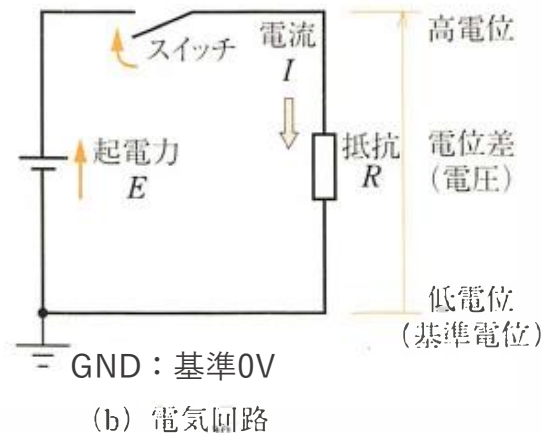 スイッチ
電流
I
高電位
起電力
E
抵抗
R
電位差
(電圧)
低電位
(基準電位)
GND：基準0V
(b) 電気回路